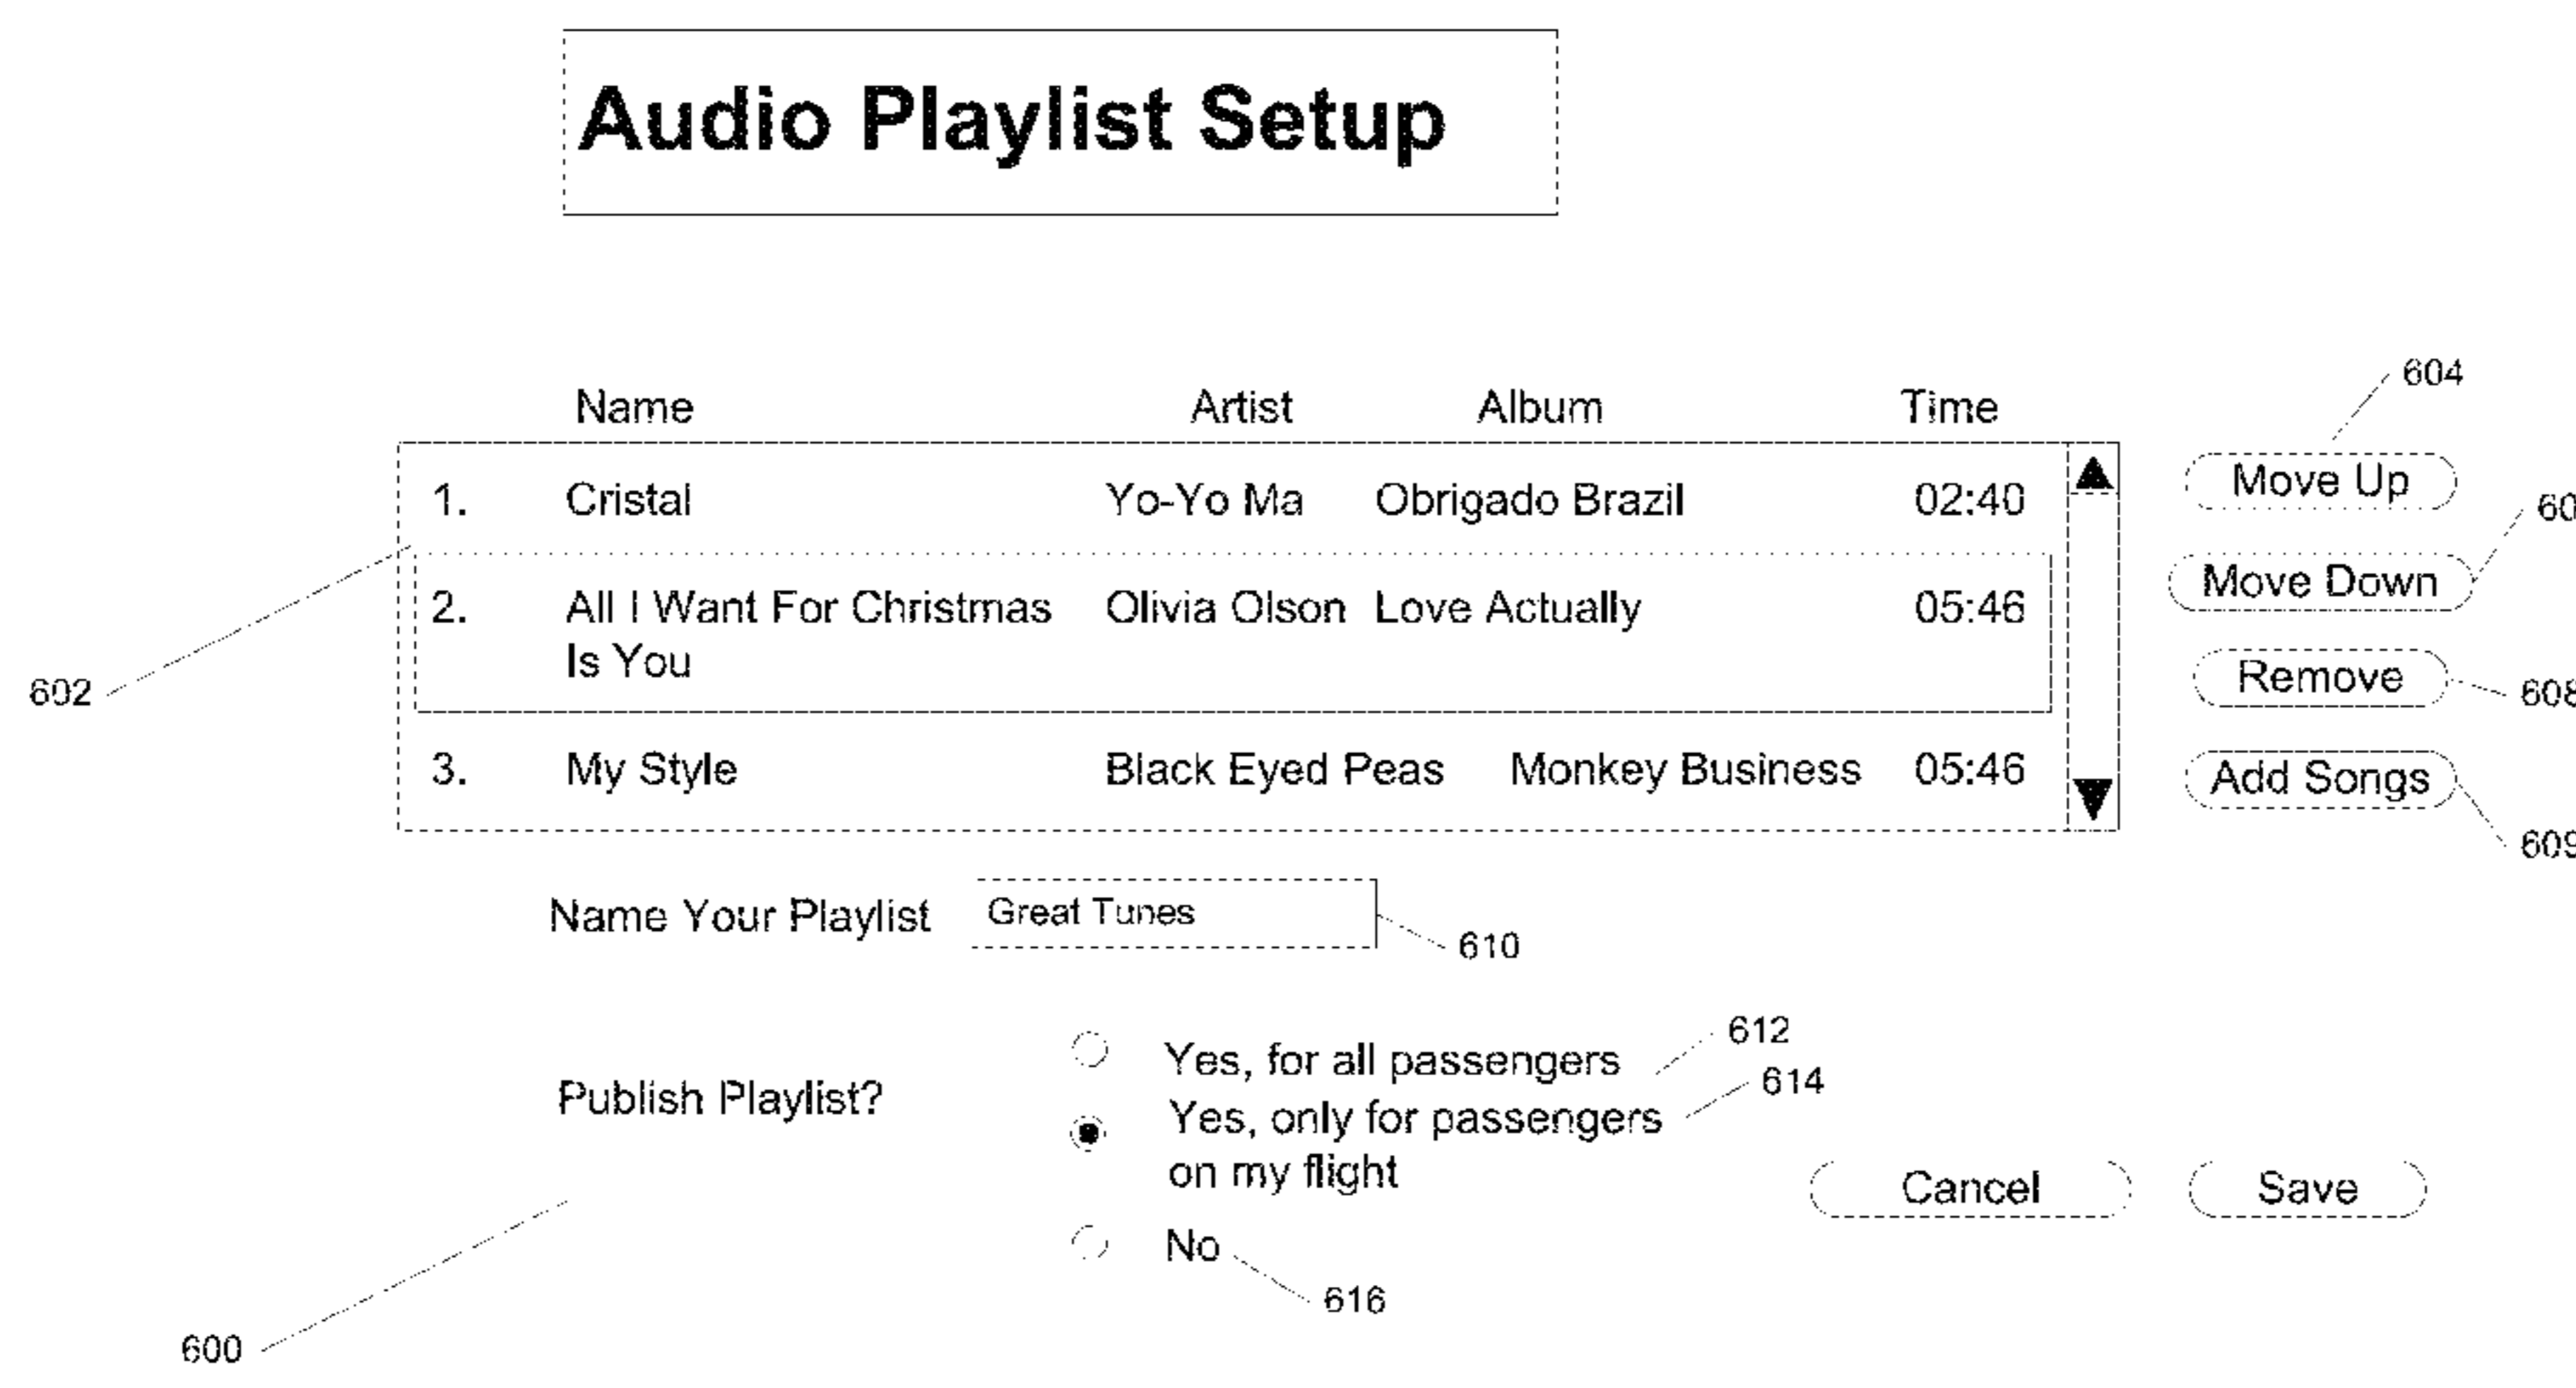 Audio Playlist Setup
604
Name Artist Album Time
1. Cristal Yo-Yo Ma Obrigado Brazil 02:40
Move Up
60
2. All I Want For Christmas Olivia Olson Love Actually 05:46
Is You
Move Down
Remove
602
608
3. My Style Black Eyed Peas Monkey Business 05:46
Add Songs
609
Name Your Playlist Great Tunes
610
612
Yes, for all passengers
614
Publish Playlist?
Yes, only for passengers
on my flight
Cancel Save
No
616
600